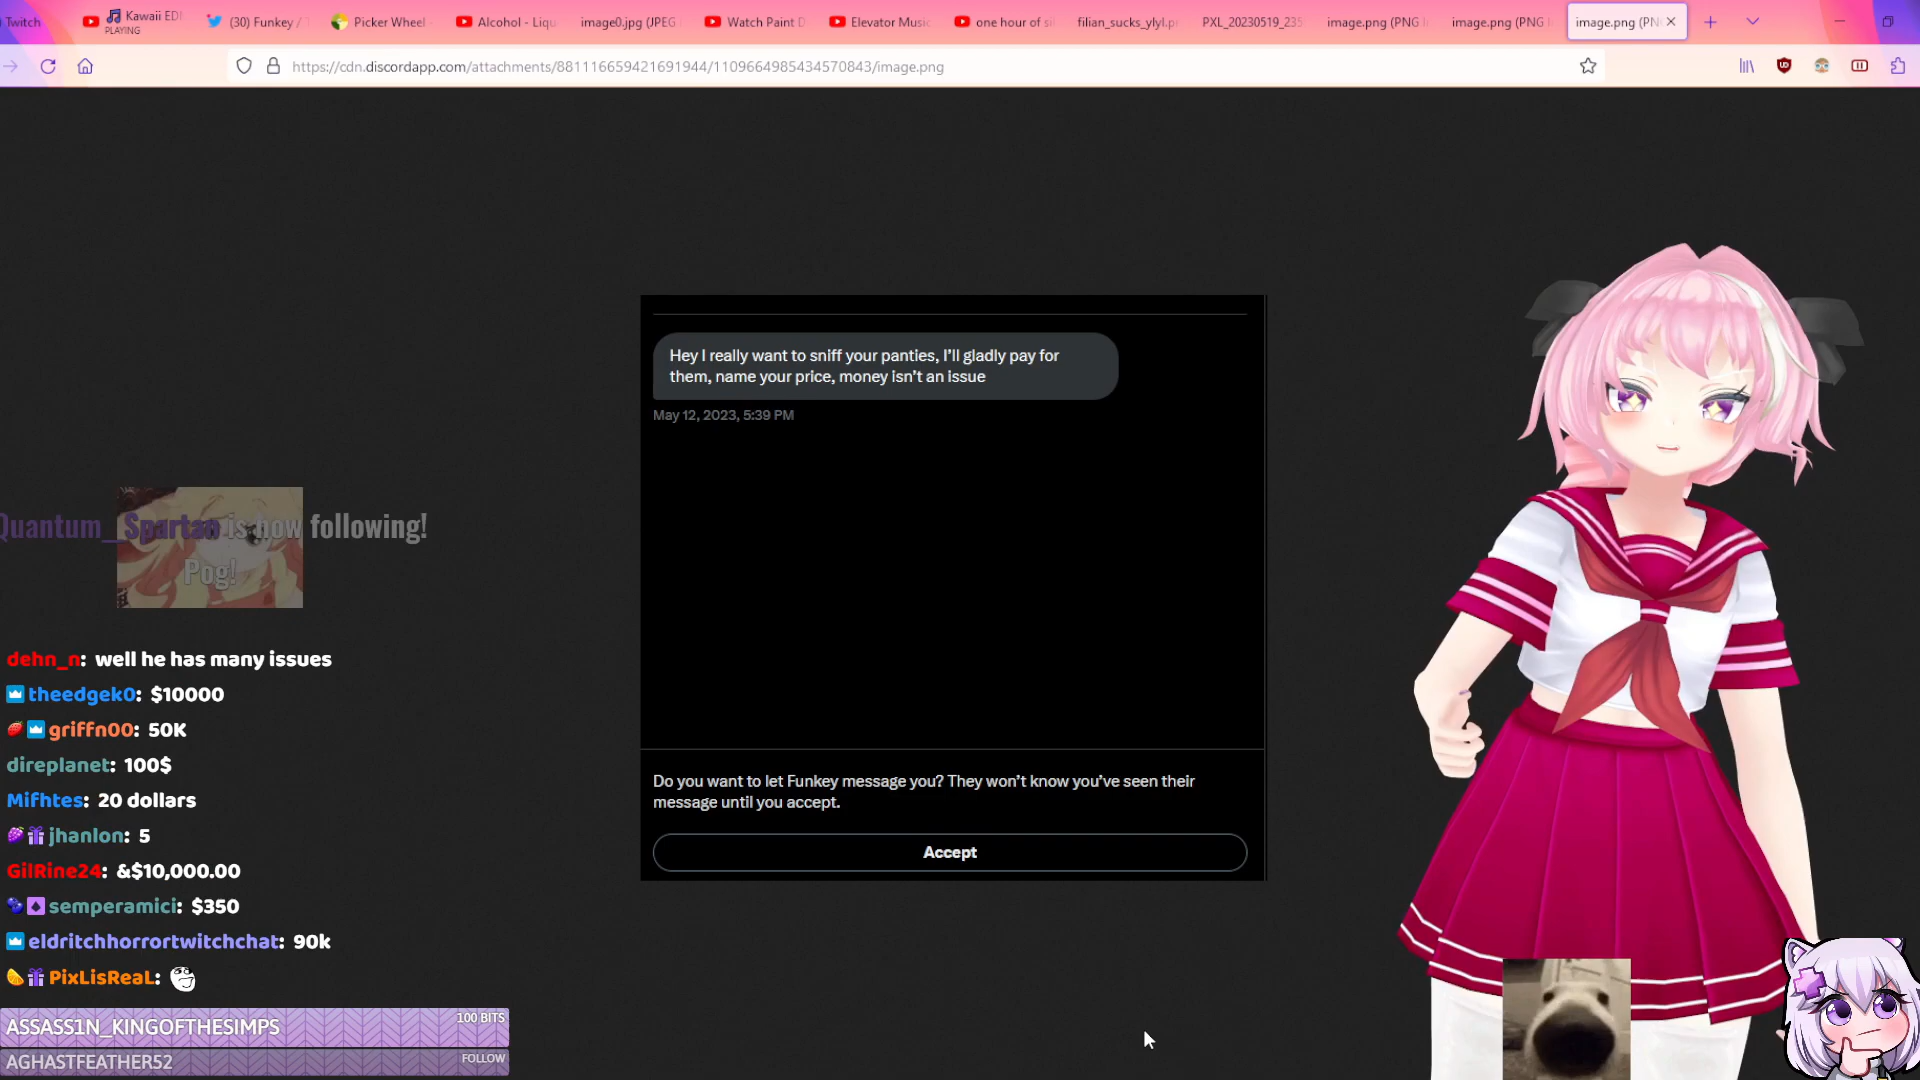 Twitch
Kawaii EDM
PLAYING
(30) Funkey /
Picker Wheel
Alcohol - Liqu
image0.jpg (JPEG
Watch Paint D
Elevator Music
one hour of si
filian_sucks_ylyl.pr
PXL_20230519_235
image.png (PNG I
image.png (PNG I
image.png (PN
https://cdn.discordapp.com/attachments/881116659421691944/1109664985434570843/image.png
Hey I really want to sniff your panties, I'll gladly pay for
them, name your price, money isn't an issue
May 12, 2023, 5:39 PM
Quantum_Spartan is now following!
Pog!
dehn_n: well he has many issues
theedgek0: $10000
griffn00: 50K
direplanet: 100$
Mifhtes: 20 dollars
jhanlon: 5
GilRine24: &$10,000.00
semperamici: $350
eldritchhorrortwitchchat: 90k
PixLisReaL:
Do you want to let Funkey message you? They won't know you've seen their
message until you accept.
Accept
ASSASS1N_KINGOFTHESIMPS
100 BITS
AGHASTFEATHER52
FOLLOW